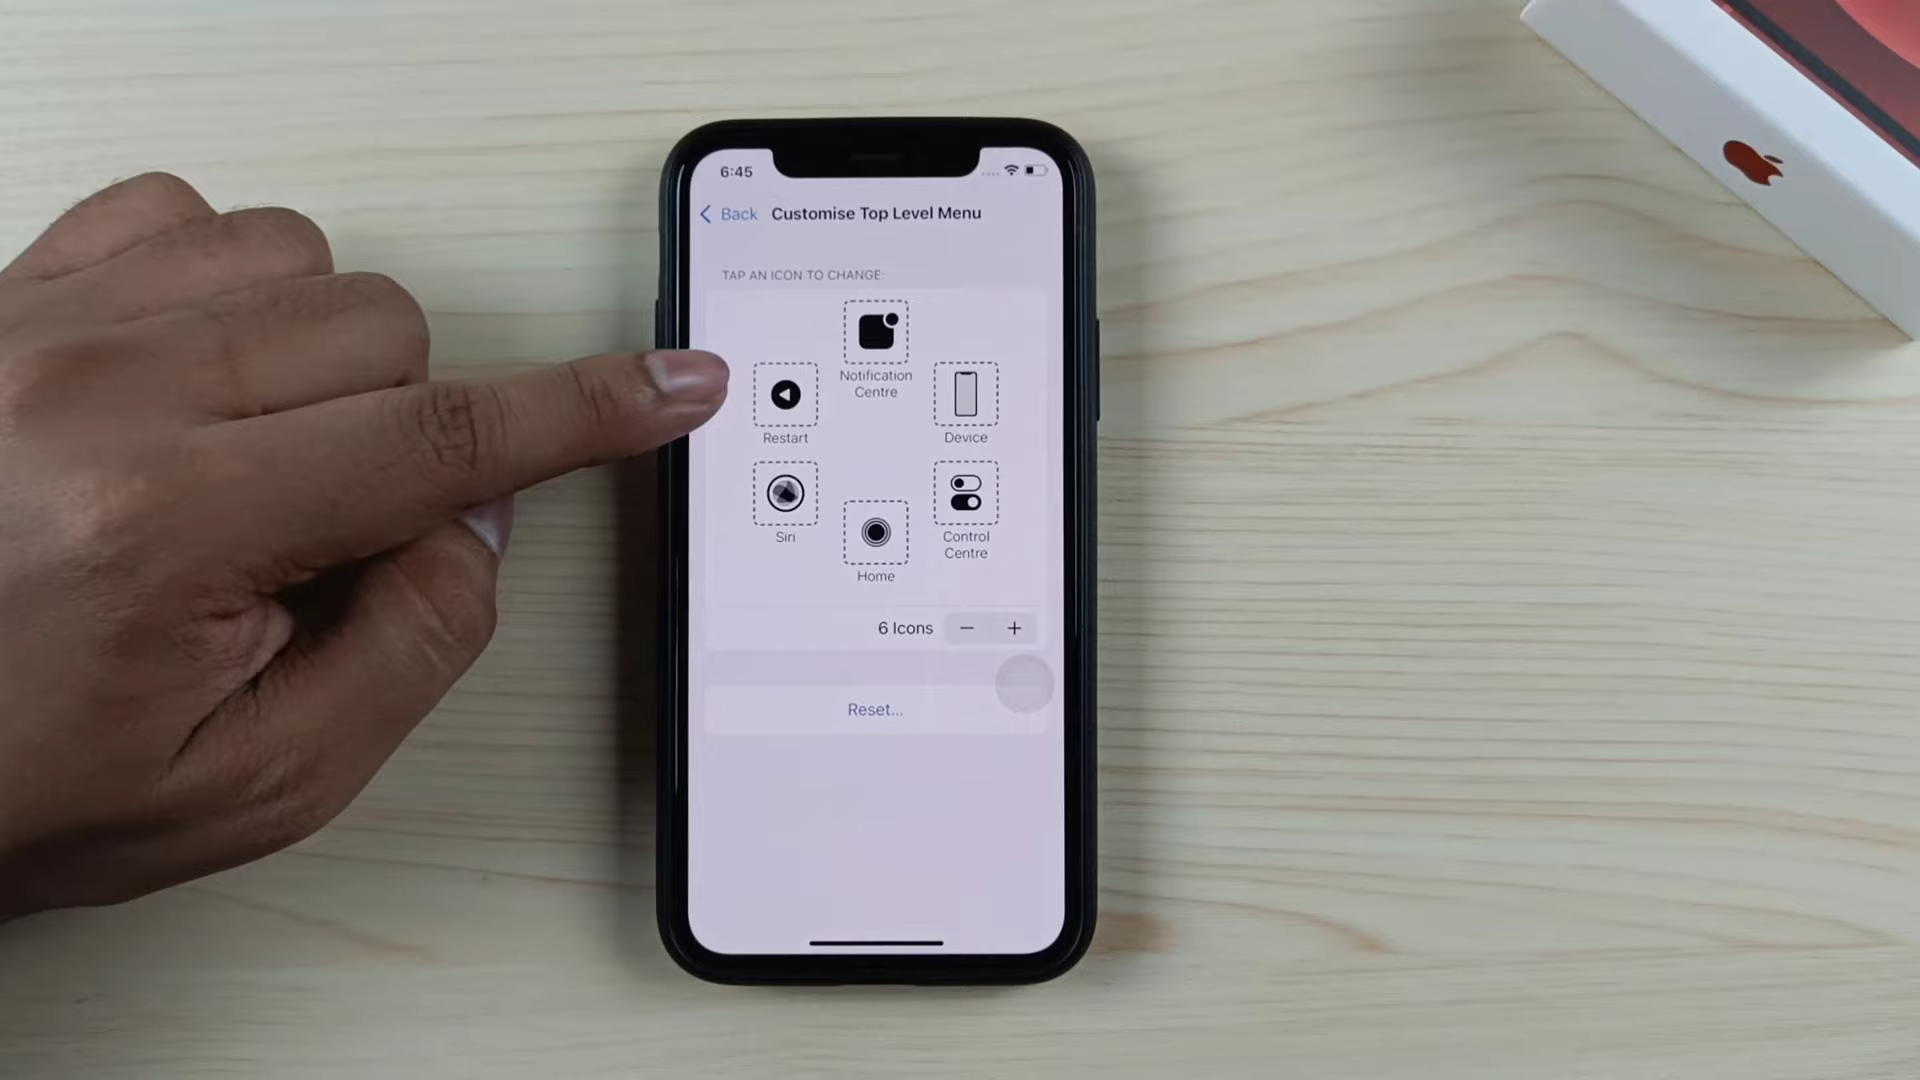 6:45
Back
Customise Top Level Menu
TAP AN ICON TO CHANGE:
Notification
Centre
Restart
Device
Siri
Control
Centre
Home
6 Icons
Reset...